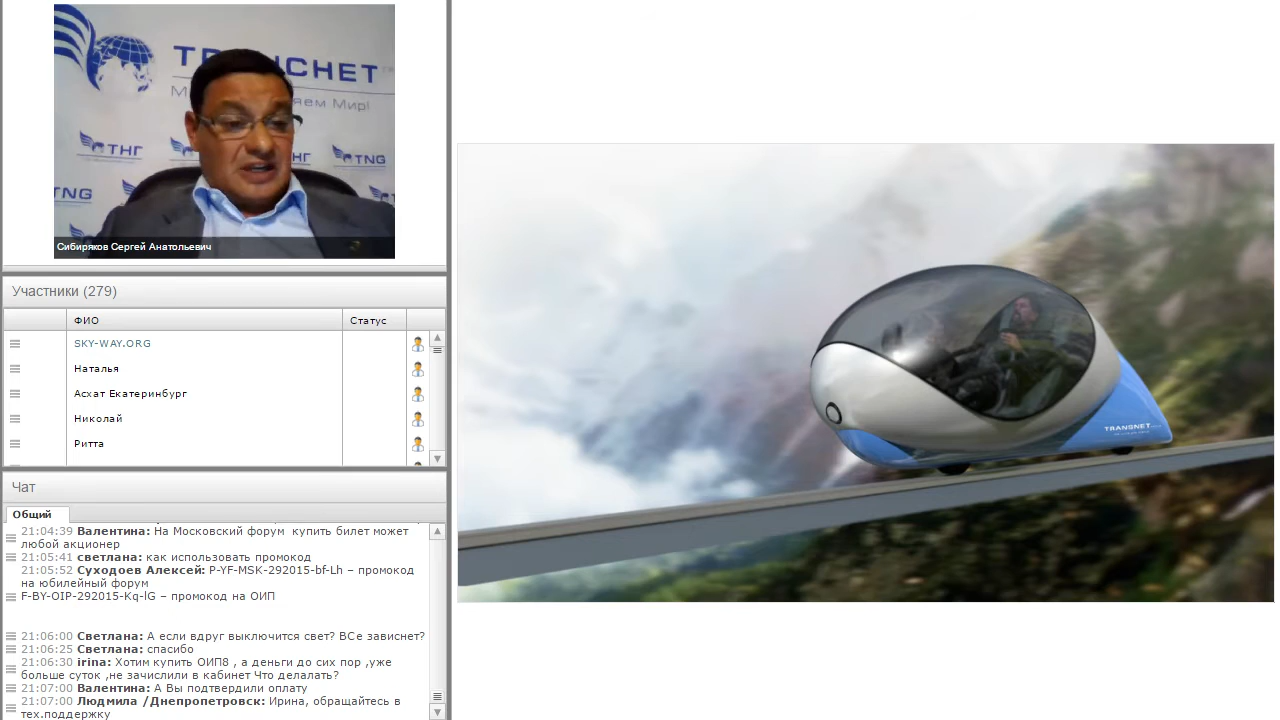 ТРАНСНЕТ
яем Мир!
ТНГ
TNG
TNG
Сибиряков Сергей Анатольевич
Участники (279)
ФИО Статус
SKY-WAY.ORG
Наталья
Асхат Екатеринбург
Николай
Ритта
Чат
Общий
21:04:39 Валентина: На Московский форум купить билет может
любой акционер
21:05:41 светлана: как использовать промокод
21:05:52 Суходоев Алексей: P-YF-MSK-292015-bf-Lh – промокод
на юбилейный форум
F-BY-OIP-292015-Kq-lG – промокод на ОИП
21:06:00 Светлана: А если вдруг выключится свет? ВСе зависнет?
21:06:25 Светлана: спасибо
21:06:30 irina: Хотим купить ОИП8 , а деньги до сих пор ,уже
больше суток ,не зачислили в кабинет Что делалать?
21:07:00 Валентина: А Вы подтвердили оплату
21:07:00 Людмила /Днепропетровск: Ирина, обращайтесь в
тех.поддержку
TRANSNET